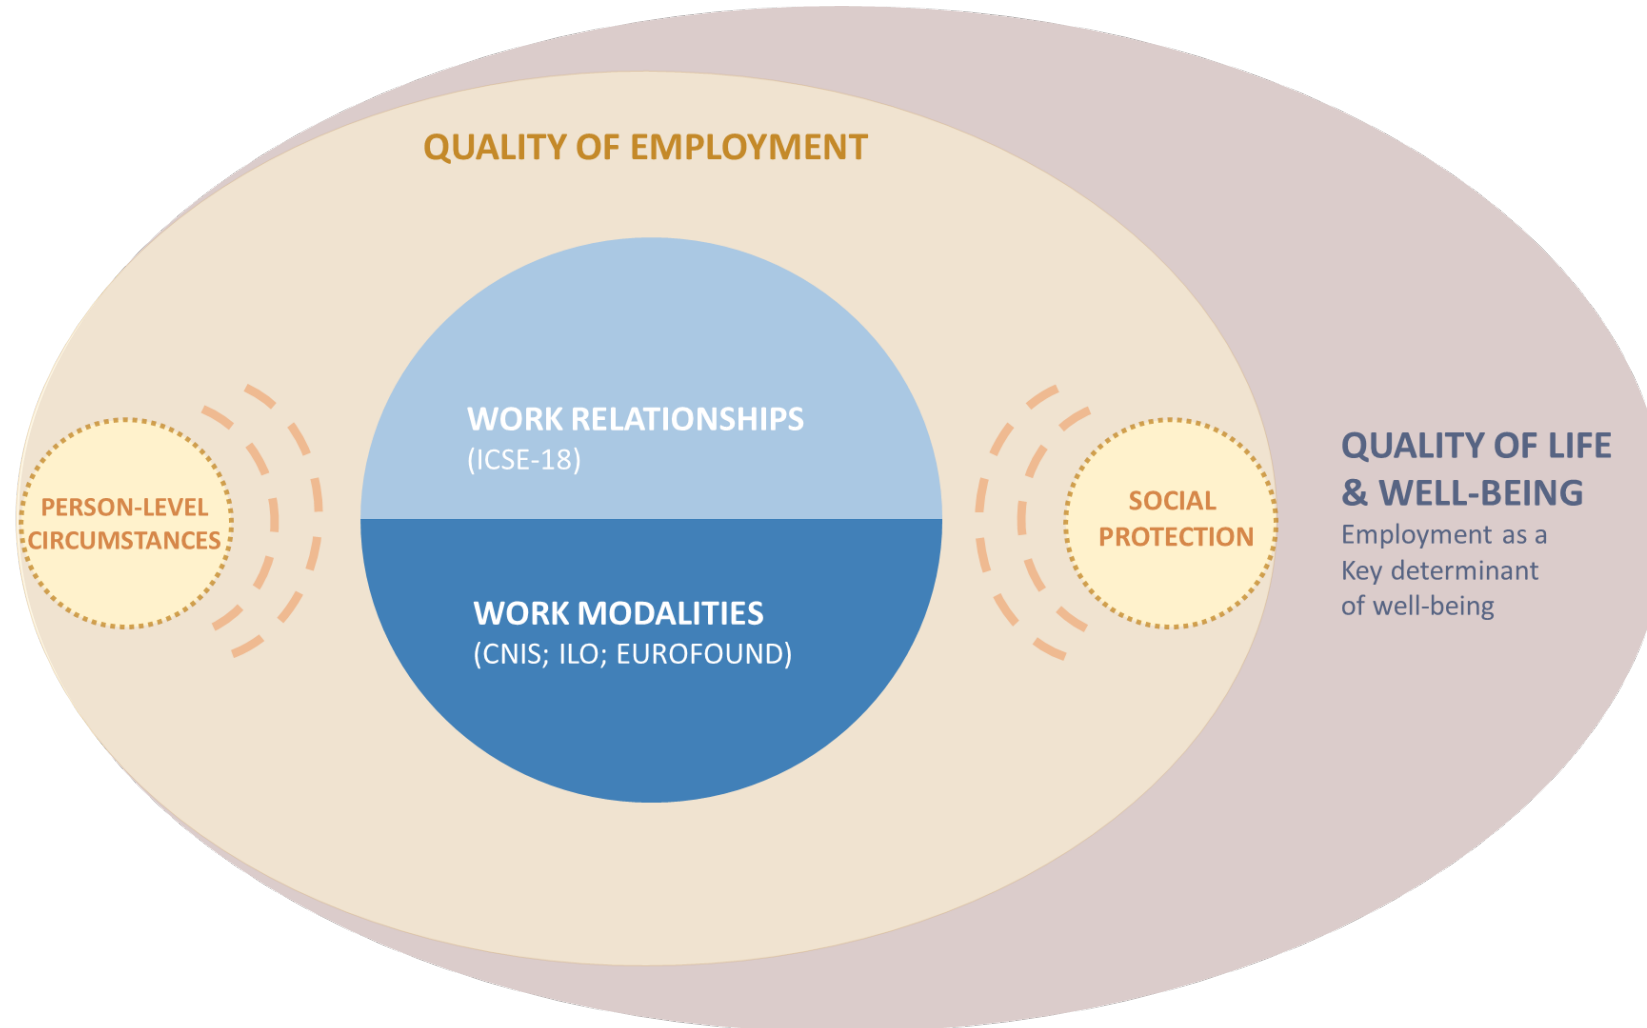 QUALITY OF EMPLOYMENT
WORK RELATIONSHIPS
(ICSE-18)
WORK MODALITIES
(CNIS; ILO; EUROFOUND)
PERSON-LEVEL
CIRCUMSTANCES
SOCIAL
PROTECTION
QUALITY OF LIFE
& WELL-BEING
Employment as a
Key determinant
of well-being